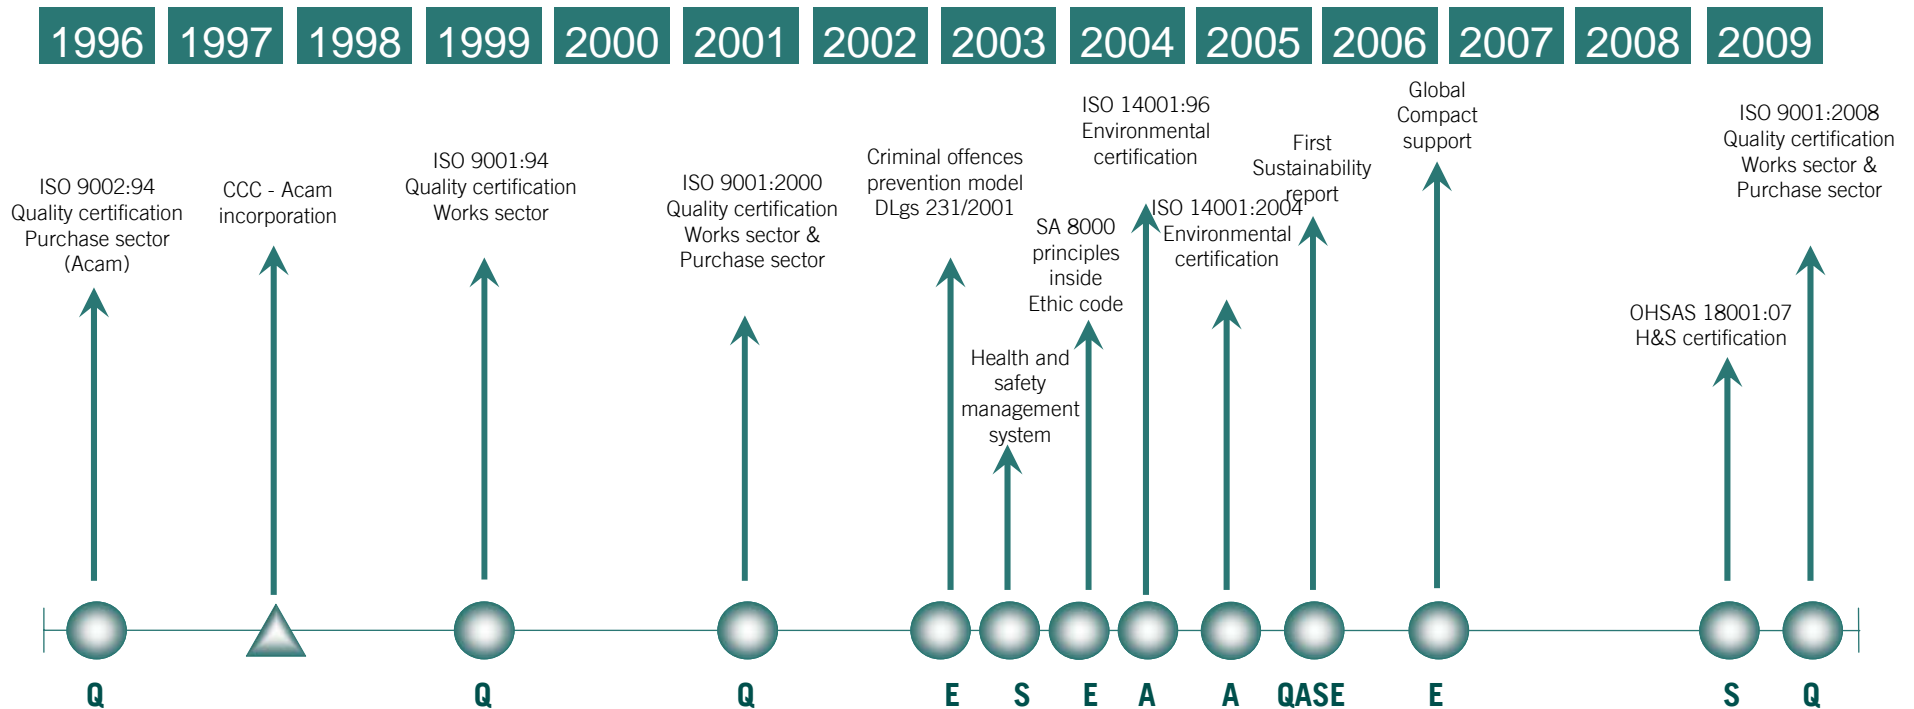 1996 1997 1998 1999 2000 2001 2002 2003 2004 2005 2006 2007 2008 2009
ISO 9002:94
Quality certification
Purchase sector
(Acam)
CCC - Acam
incorporation
ISO 9001:94
Quality certification
Works sector
ISO 9001:2000
Quality certification
Works sector &
Purchase sector
Criminal offences
prevention model
DLgs 231/2001
Health and
safety
management
system
SA 8000
principles
inside
Ethic code
ISO 14001:96
Environmental
certification
ISO 14001:2004
Environmental
certification
First
Sustainability
report
Global
Compact
support
OHSAS 18001:07
H&S certification
ISO 9001:2008
Quality certification
Works sector &
Purchase sector
Q Q Q E S E A A QASE E S Q